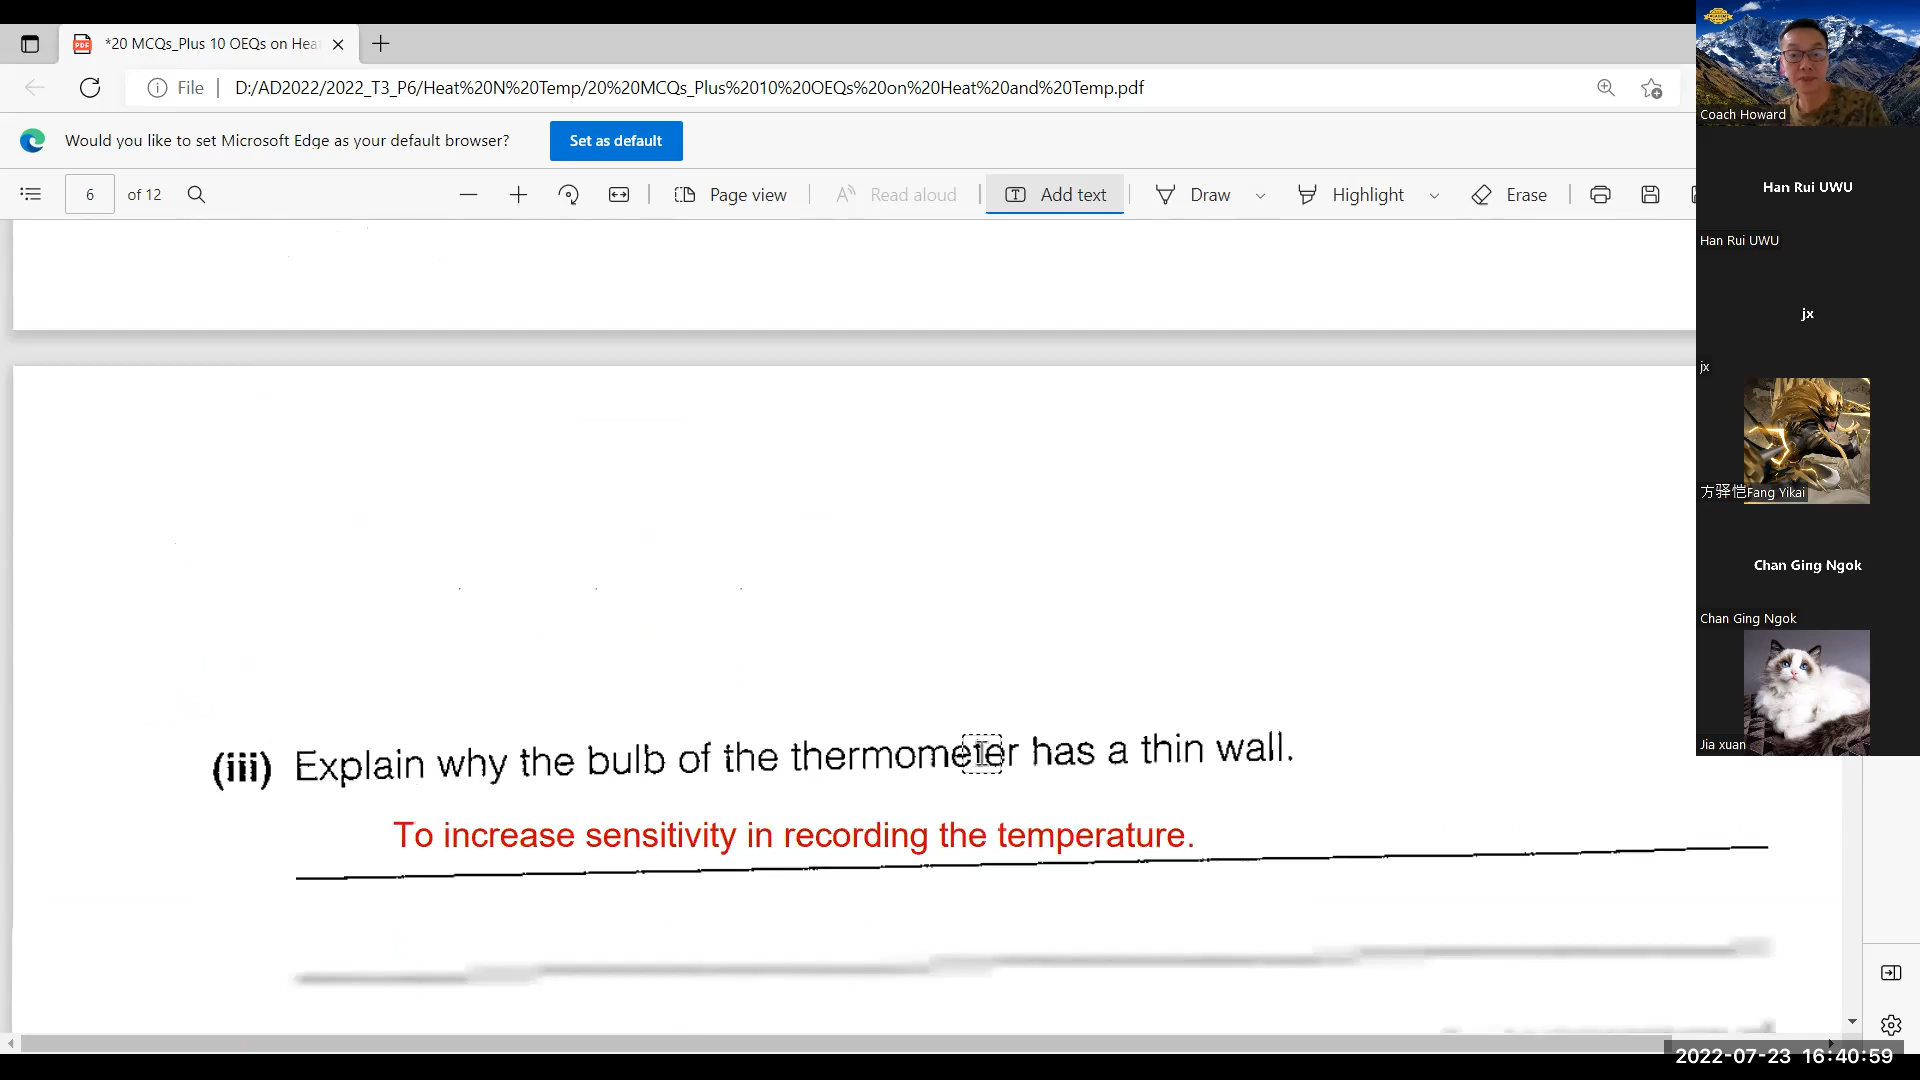 *20 MCQs_Plus 10 OEQs on Hea
File
D:/AD2022/2022_T3_P6/Heat%20N%20Temp/20%20MCQs_Plus%2010%20OEQs%20on%20Heat%20and%20Temp.pdf
Would you like to set Microsoft Edge as your default browser?
Set as default
6
of 12
Page view
Read aloud
Add text
Draw
Highlight
Erase
(iii) Explain why the bulb of the thermometer has a thin wall.
To increase sensitivity in recording the temperature.
Coach Howard
Han Rui UWU
Han Rui UWU
jx
jx
方驿恺Fang Yikai
Chan Ging Ngok
Chan Ging Ngok
Jia xuan
2022-07-23 16:40:59